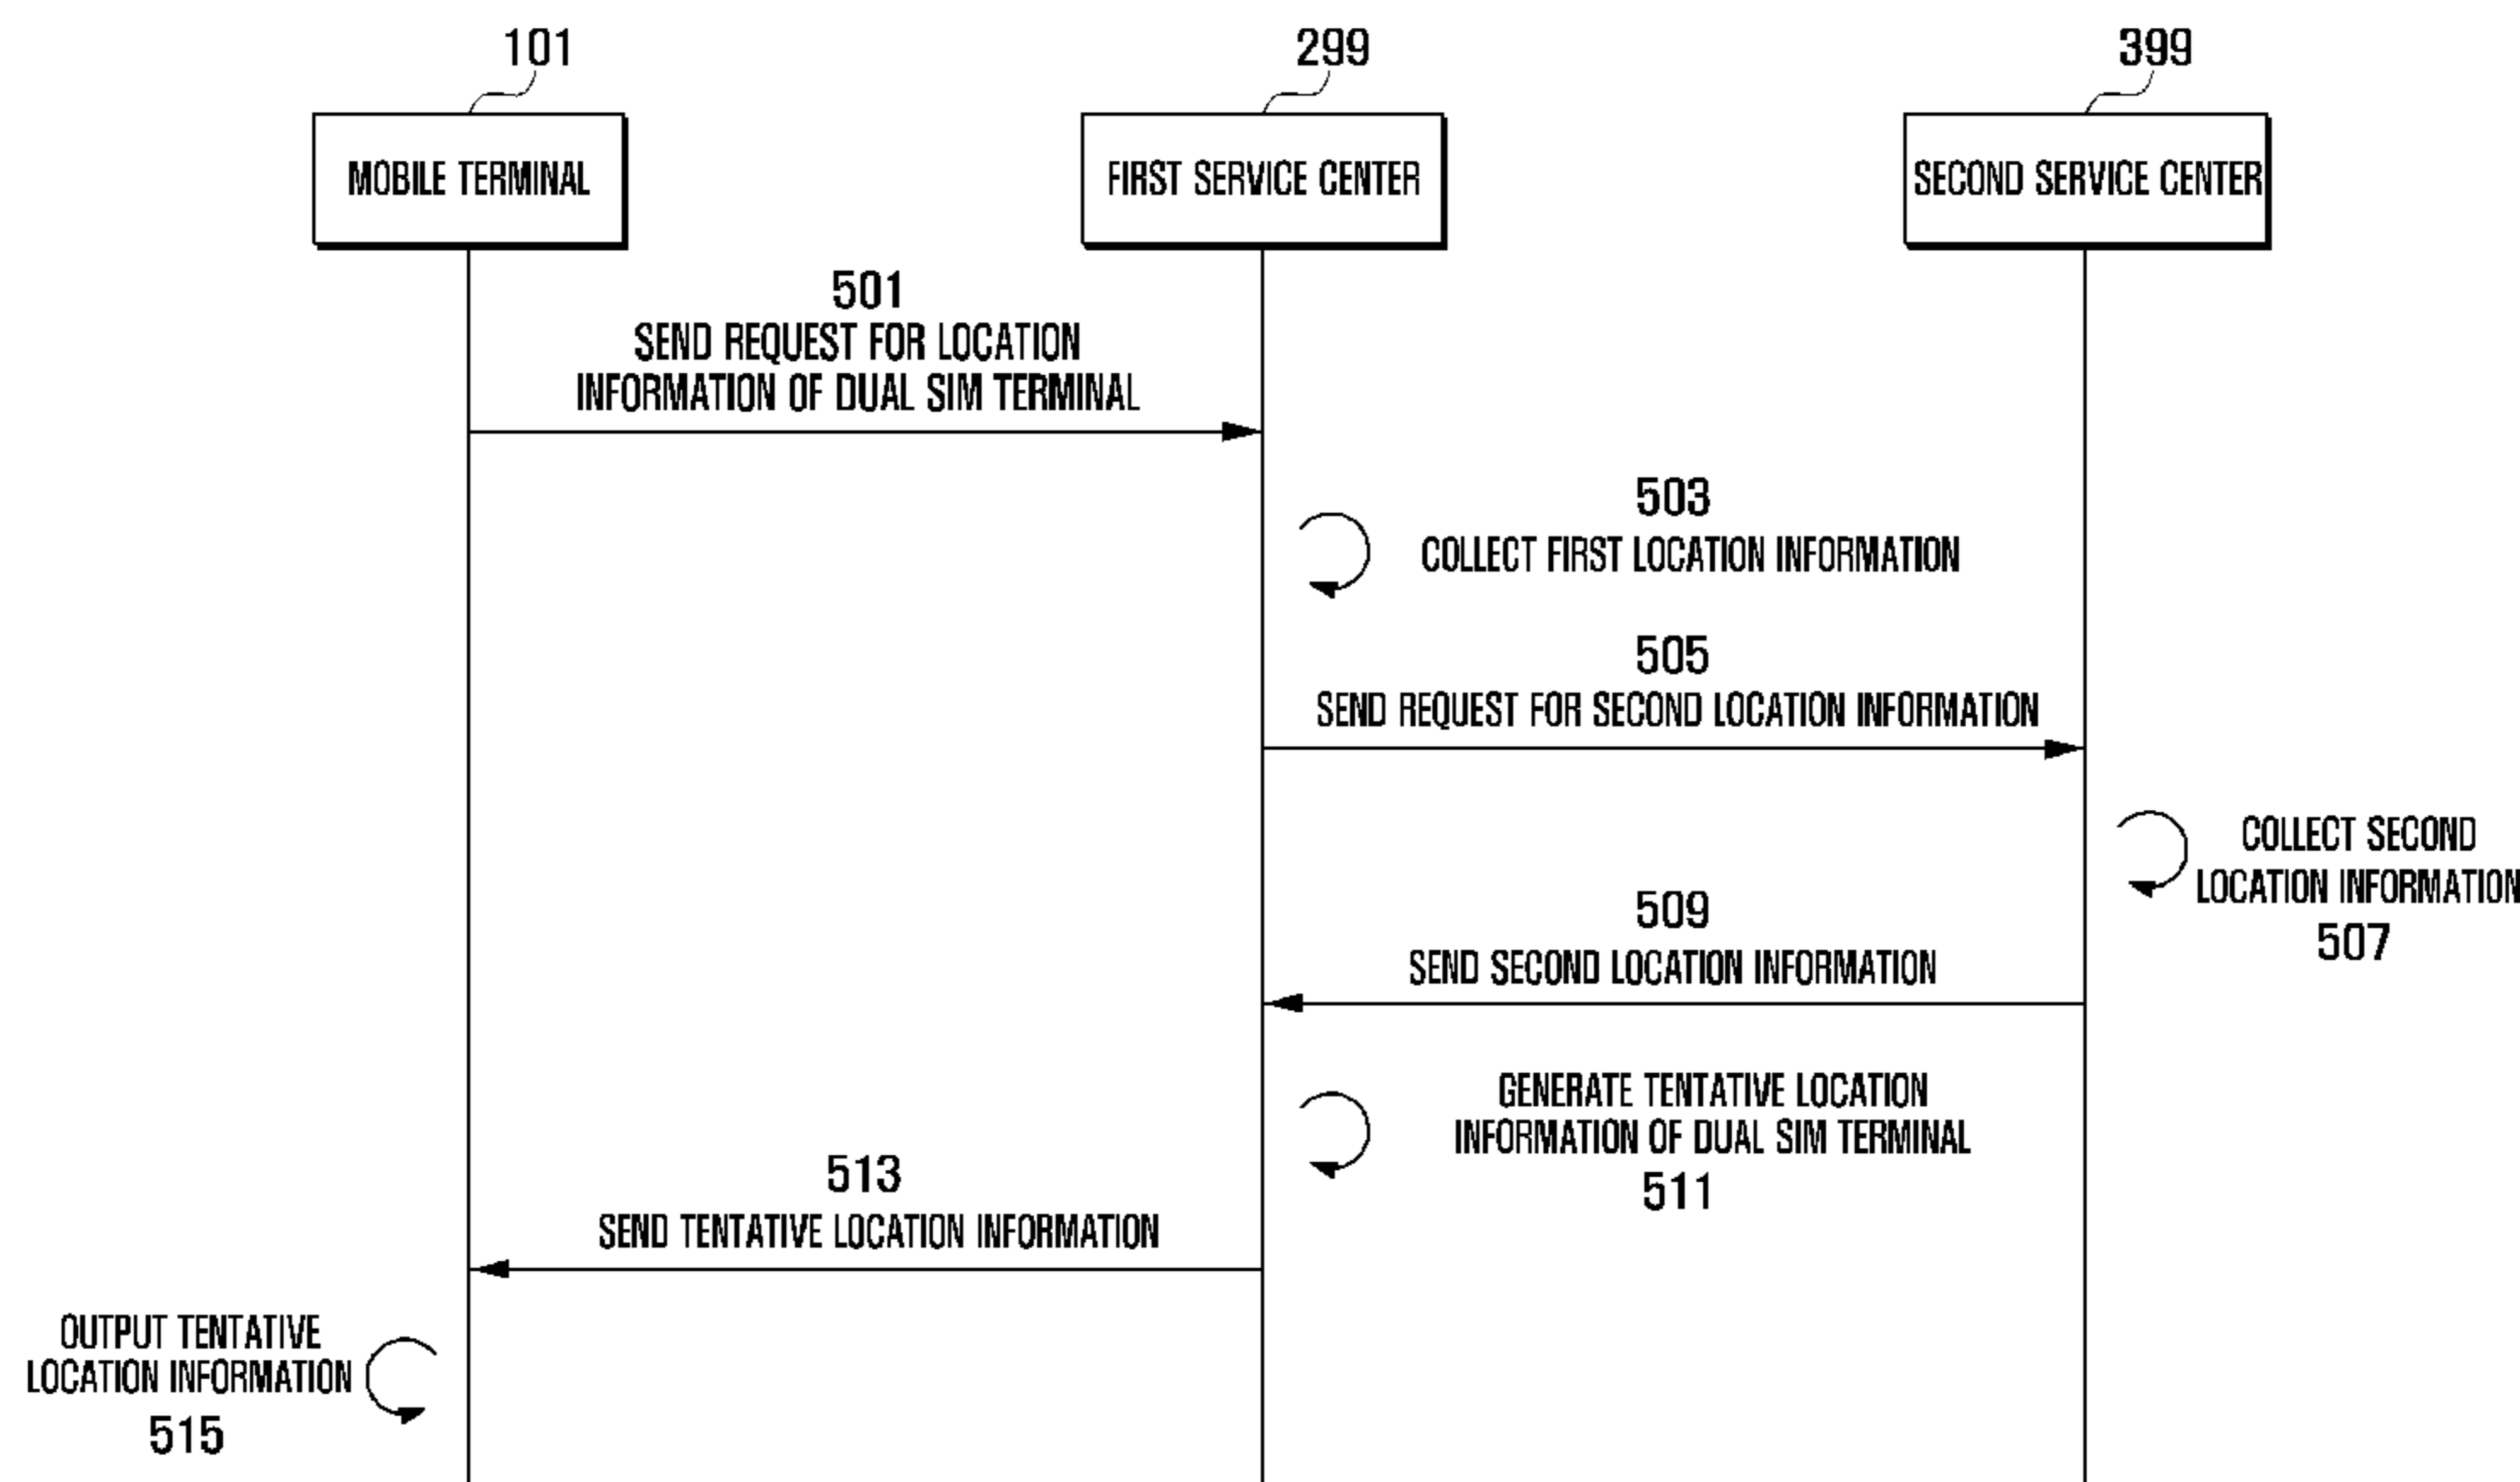 101
299
399
MOBILE TERMINAL
FIRST SERVICE CENTER
SECOND SERVICE CENTER
501
SEND REQUEST FOR LOCATION
INFORMATION OF DUAL SIM TERMINAL
503
COLLECT FIRST LOCATION INFORMATION
505
SEND REQUEST FOR SECOND LOCATION INFORMATION
COLLECT SECOND
LOCATION INFORMATION
507
509
SEND SECOND LOCATION INFORMATION
GENERATE TENTATIVE LOCATION
INFORMATION OF DUAL SIM TERMINAL
511
513
SEND TENTATIVE LOCATION INFORMATION
OUTPUT TENTATIVE
LOCATION INFORMATION
515